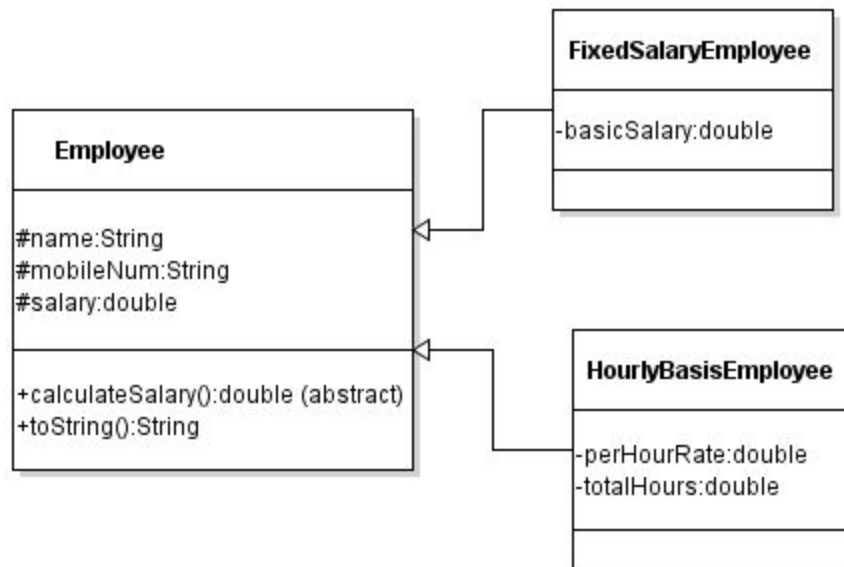 Employee
#name:String
#mobileNum:String
#salary:double
+calculateSalary():double (abstract)
+toString():String
FixedSalaryEmployee
-basicSalary:double
HourlyBasisEmployee
-perHourRate:double
-totalHours:double